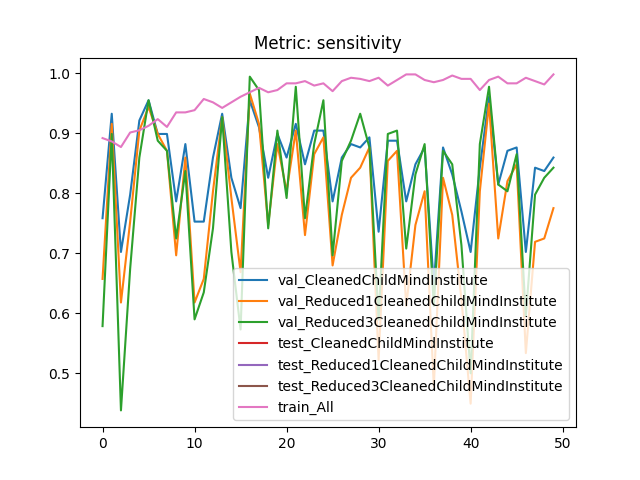 Metric: sensitivity
1.0
0.9
0.8
0.7
0.6
0.5
val_CleanedChildMindInstitute
val_Reduced1CleanedChildMindInstitute
val_Reduced3CleanedChildMindInstitute
test_CleanedChildMindInstitute
test_Reduced1CleanedChildMindInstitute
test_Reduced3CleanedChildMindInstitute
train_All
0 10 20 30 40 50